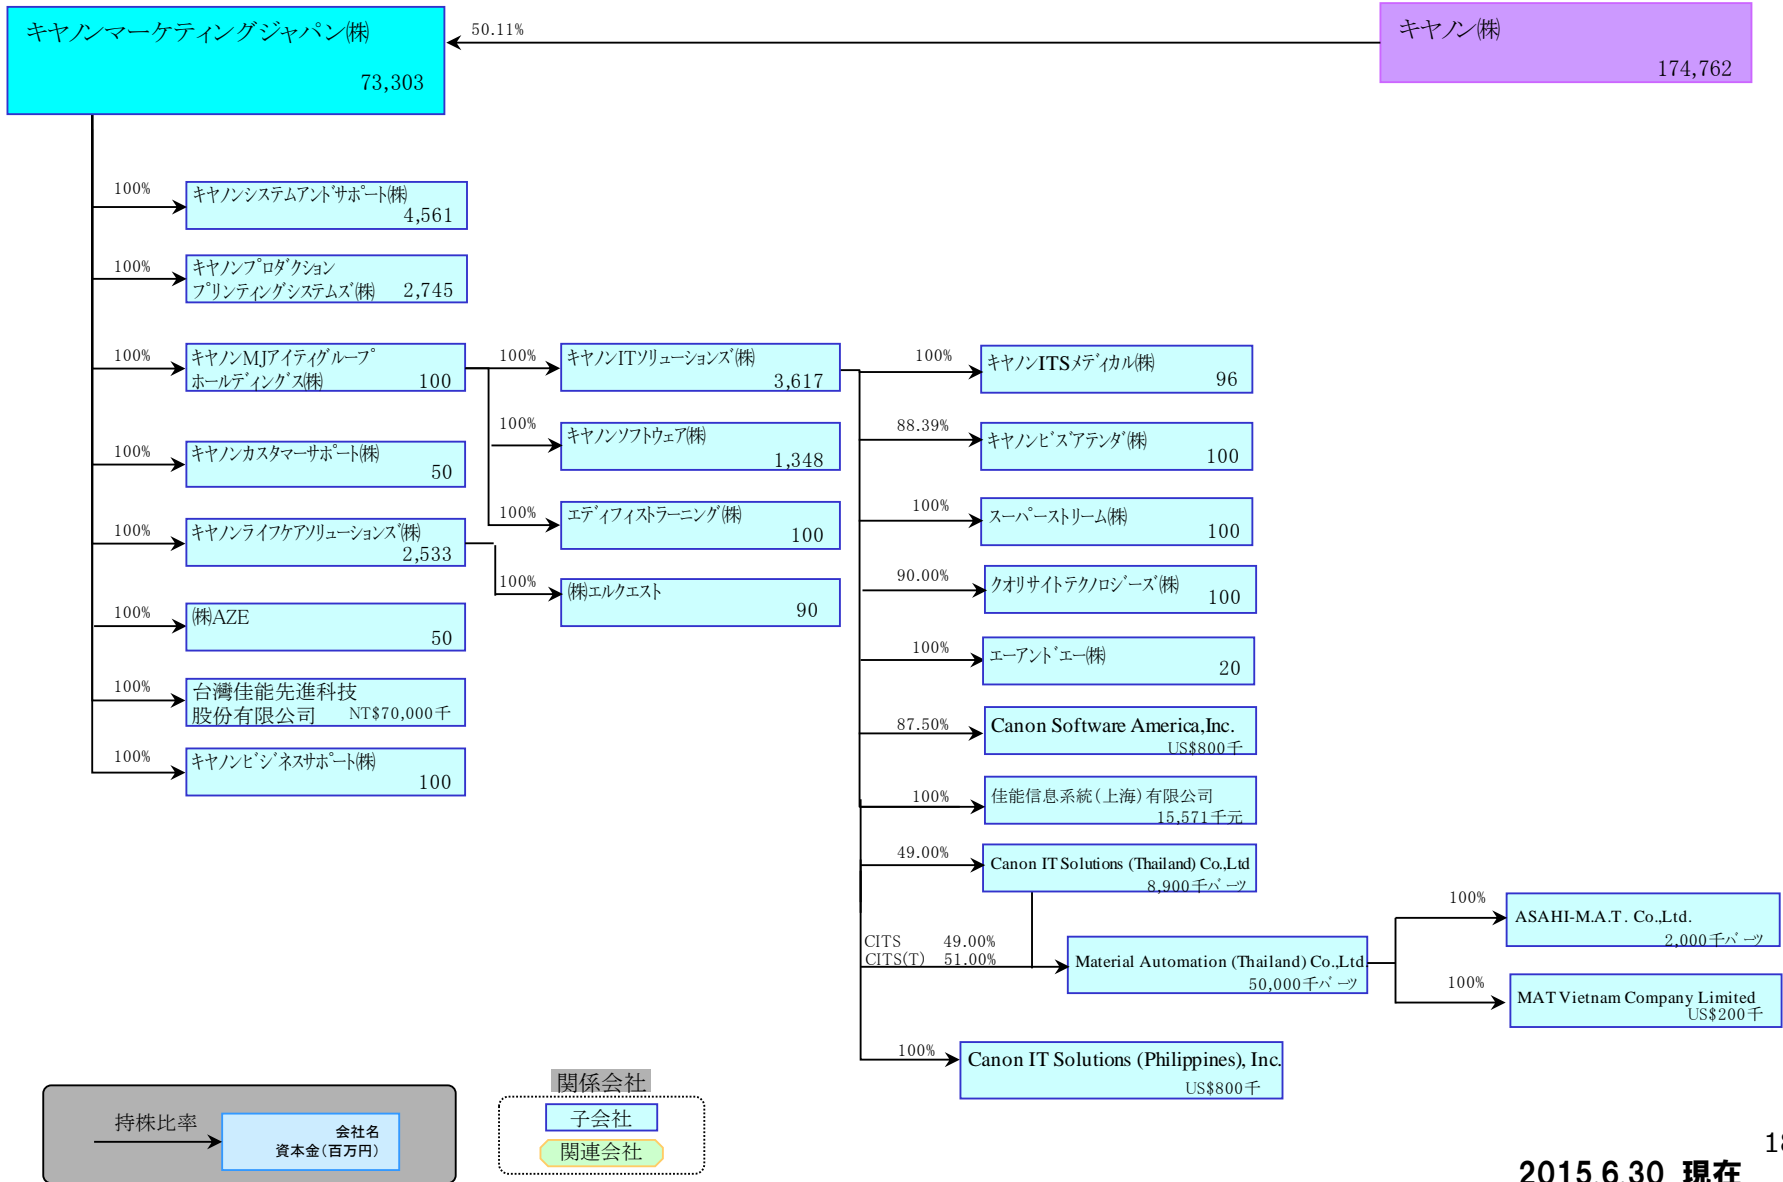 キヤノンマーケティングジャパン㈱
73,303
50.11%
キヤノン㈱
174,762
100%
キヤノンシステムアンドサポート㈱
4,561
100%
キヤノンプロダクション
プリンティングシステムズ㈱ 2,745
100%
キヤノンMJアイティグループ
ホールディングス㈱ 100
100%
キヤノンITソリューションズ㈱
3,617
100%
キヤノンITSメディカル㈱
96
100%
キヤノンソフトウェア㈱
1,348
88.39%
キヤノンビズアテンダ㈱
100
100%
キヤノンカスタマーサポート㈱
50
100%
エディフィストラーニング㈱
100
100%
スーパーストリーム㈱
100
100%
キヤノンライフケアソリューションズ㈱
2,533
100%
㈱エルクエスト
90
90.00%
クオリサイトテクノロジーズ㈱
100
100%
㈱AZE
50
100%
エーアンドエー㈱
20
100%
台灣佳能先進科技
股份有限公司 NT$70,000千
87.50%
Canon Software America,Inc.
US$800千
100%
キヤノンビジネスサポート㈱
100
100%
佳能信息系統(上海)有限公司
15,571千元
49.00%
Canon IT Solutions (Thailand) Co.,Ltd
8,900千バーツ
CITS 49.00%
CITS(T) 51.00%
Material Automation (Thailand) Co.,Ltd.
50,000千バーツ
100%
ASAHI-M.A.T. Co.,Ltd.
2,000千バーツ
100%
MAT Vietnam Company Limited
US$200千
100%
Canon IT Solutions (Philippines), Inc.
US$800千
持株比率
会社名
資本金(百万円)
関係会社
子会社
関連会社
18
2015.6.30 現在